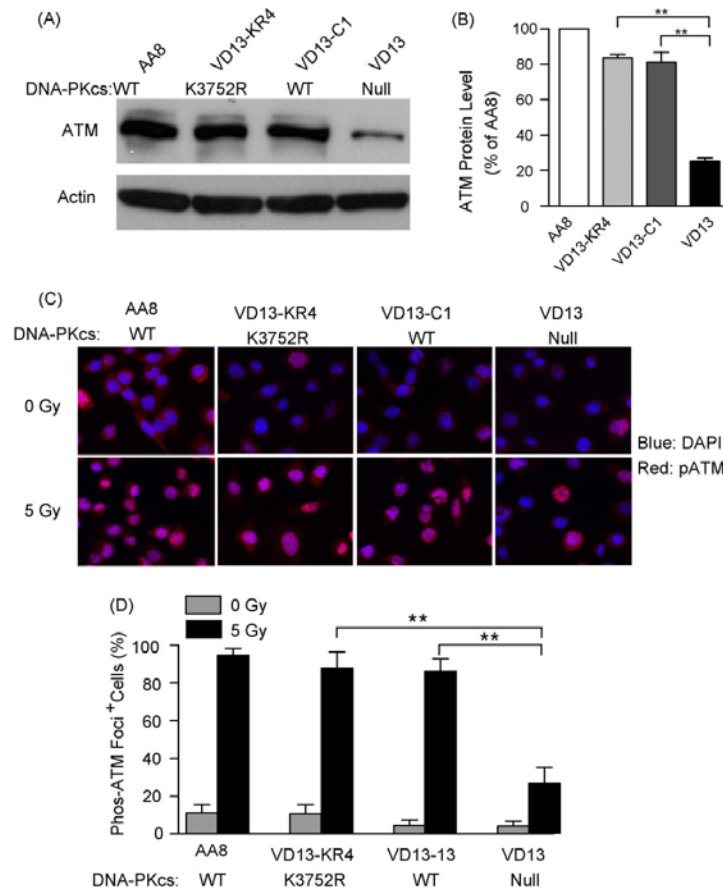 (A)
AA8 VD13-KR4 VD13-C1 VD13
DNA-PKcs:WT K3752R WT Null
ATM
Actin
(B)
ATM Protein Level
(% of AA8)
100
80
60
40
20
0
**
**
AA8 VD13-KR4 VD13-C1 VD13
(C)
AA8 VD13-KR4 VD13-C1 VD13
DNA-PKcs: WT K3752R WT Null
0 Gy
5 Gy
Blue: DAPI
Red: pATM
(D)
0 Gy
5 Gy
Phos-ATM Foci +Cells (%)
100
80
60
40
20
0
**
**
AA8 VD13-KR4 VD13-13 VD13
DNA-PKcs: WT K3752R WT Null